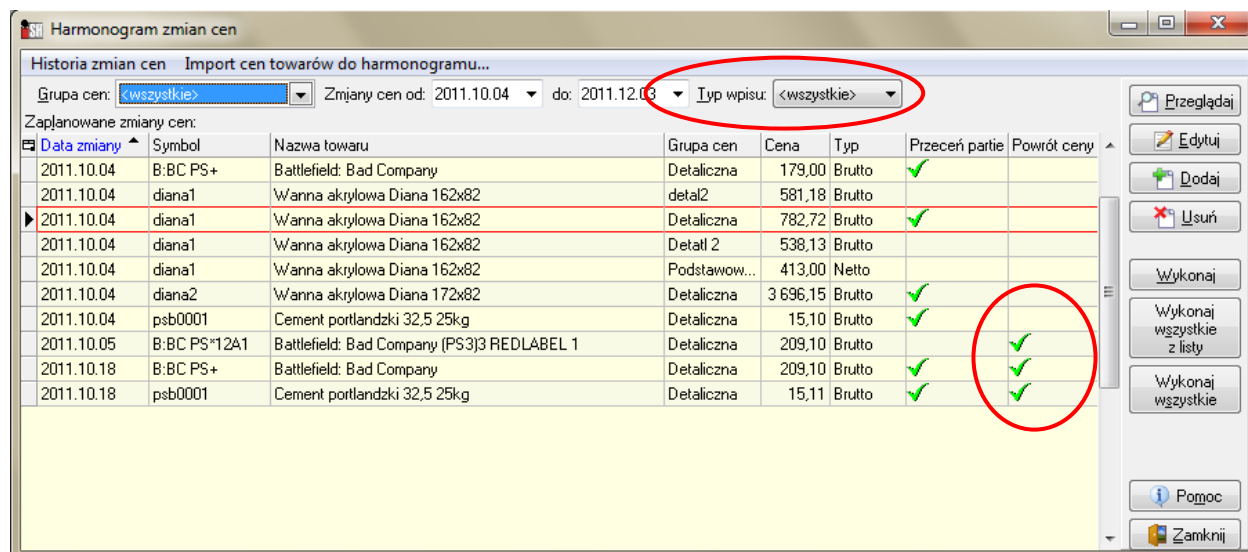 Harmonogram zmian cen
Historia zmian cen Import cen towarów do harmonogramu...
Grupa cen: <wszystkie> Zmiany cen od: 2011.10.04 do: 2011.12.03 Typ wpisu: <wszystkie>
Zaplanowane zmiany cen:
Data zmiany Symbol Nazwa towaru Grupa cen Cena Typ Przeceń partie Powrót ceny
2011.10.04 B:BC PS+ Battlefield: Bad Company Detaliczna 179,00 Brutto
2011.10.04 diana1 Wanna akrylowa Diana 162x82 detal2 581,18 Brutto
2011.10.04 diana1 Wanna akrylowa Diana 162x82 Detaliczna 782,72 Brutto
2011.10.04 diana1 Wanna akrylowa Diana 162x82 Detatl 2 538,13 Brutto
2011.10.04 diana1 Wanna akrylowa Diana 162x82 Podstawow... 413,00 Netto
2011.10.04 diana2 Wanna akrylowa Diana 172x82 Detaliczna 3 696,15 Brutto
2011.10.04 psb0001 Cement portlandzki 32,5 25kg Detaliczna 15,10 Brutto
2011.10.05 B:BC PS*12A1 Battlefield: Bad Company (PS3)3 REDLABEL 1 Detaliczna 209,10 Brutto
2011.10.18 B:BC PS+ Battlefield: Bad Company Detaliczna 209,10 Brutto
2011.10.18 psb0001 Cement portlandzki 32,5 25kg Detaliczna 15,11 Brutto
Przeglądaj
Edytuj
Dodaj
Usuń
Wykonaj
Wykonaj
wszystkie
z listy
Wykonaj
wszystkie
Pomoc
Zamknij